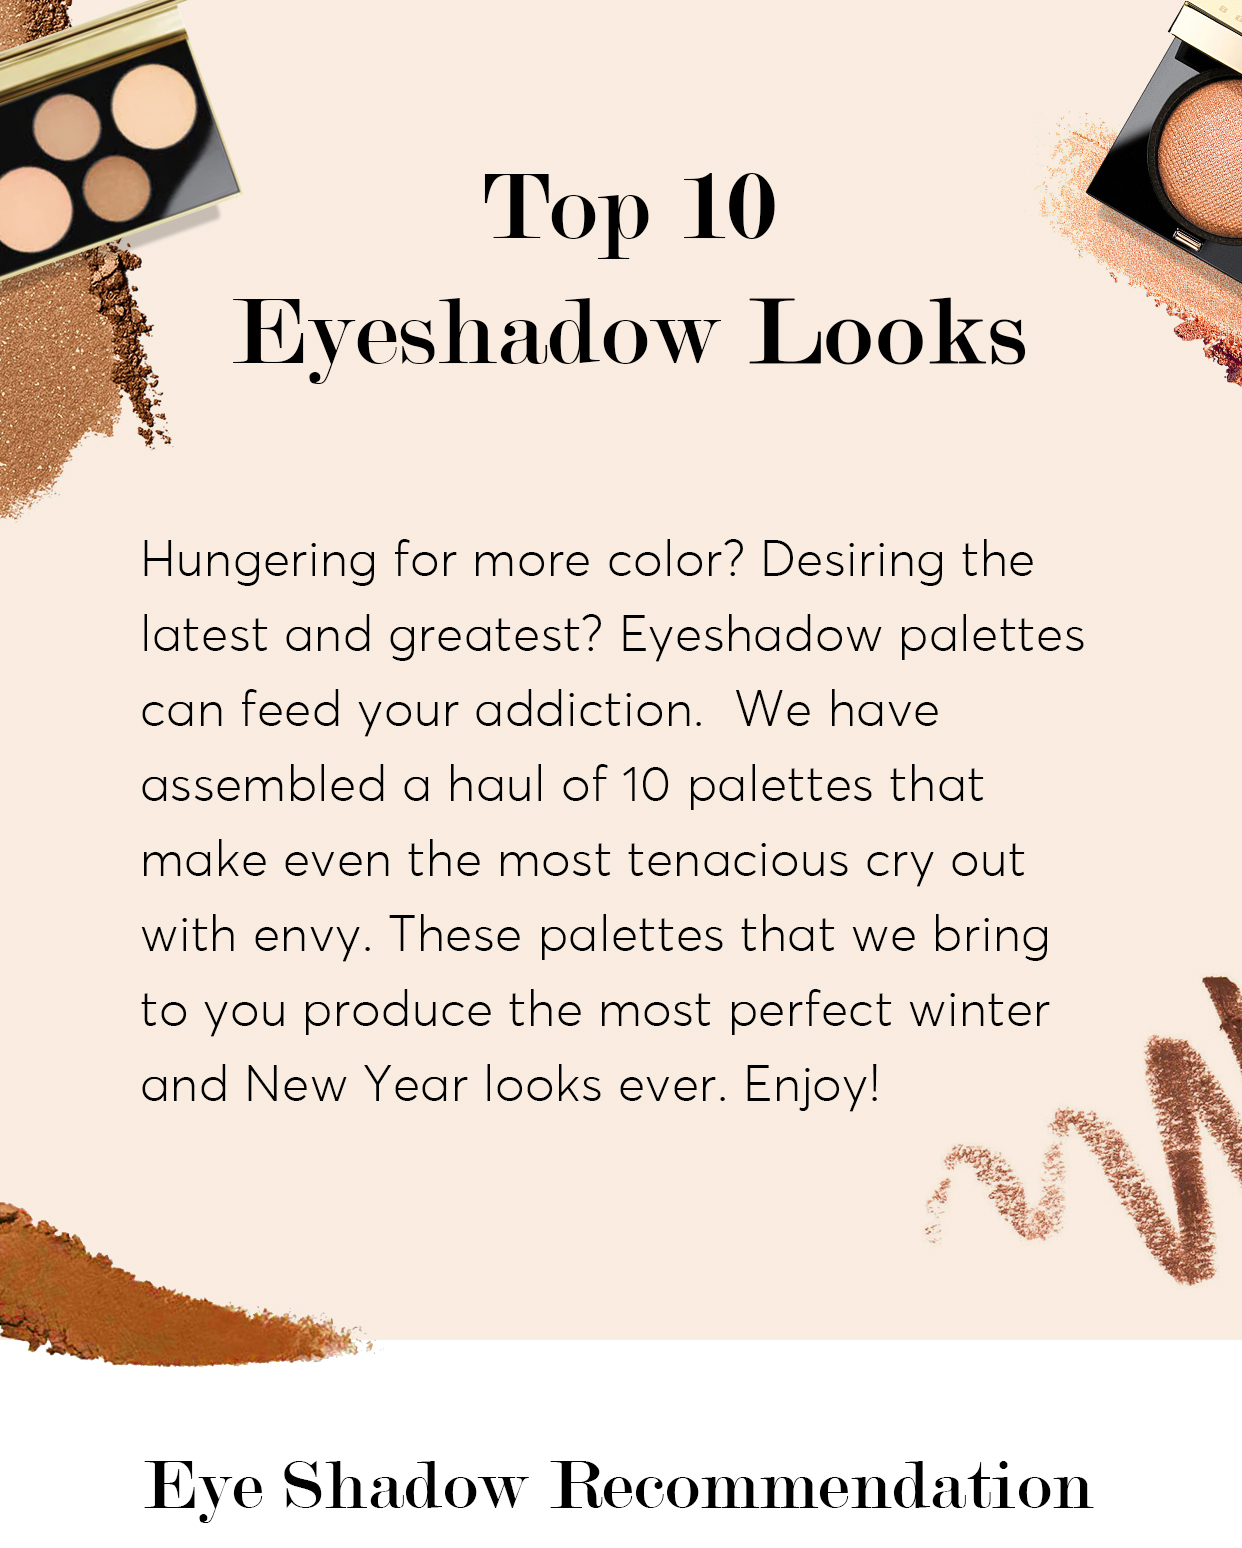 Top 10
Eyeshadow Looks
Hungering for more color? Desiring the
latest and greatest? Eyeshadow palettes
can feed your addiction.  We have
assembled a haul of 10 palettes that
make even the most tenacious cry out
with envy. These palettes that we bring
to you produce the most perfect winter
and New Year looks ever. Enjoy!
Eye Shadow Recommendation